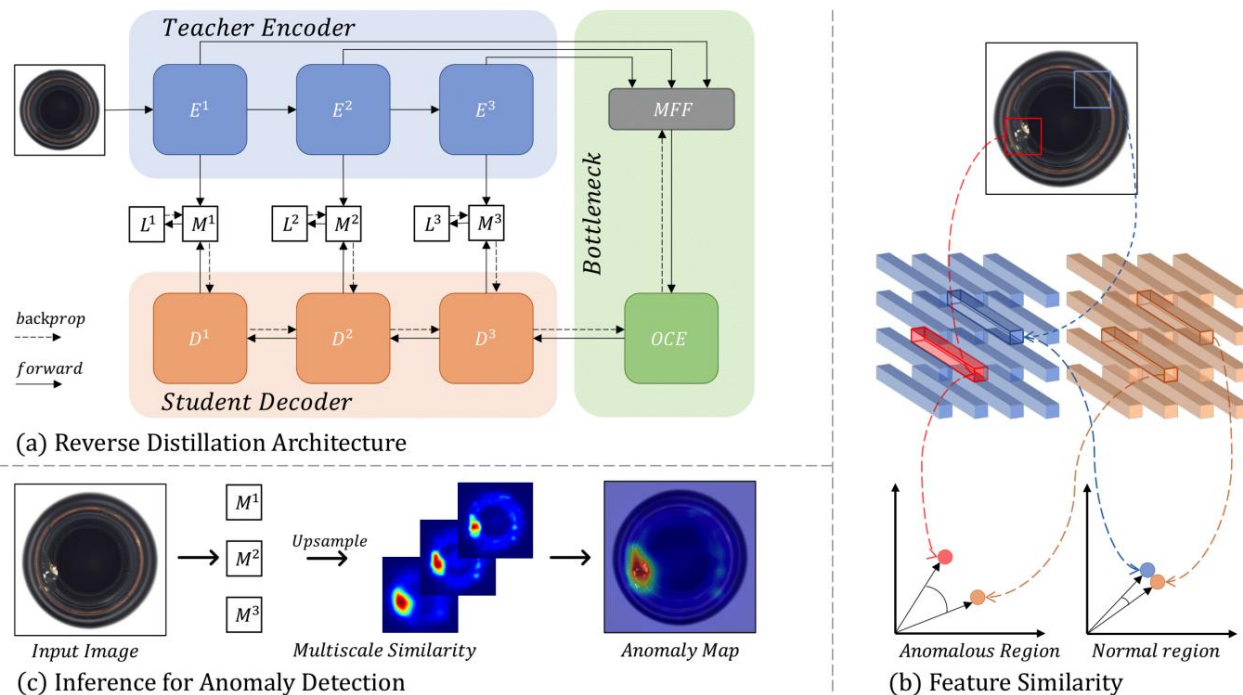 Teacher Encoder
E¹
E²
E³
MFF
Bottleneck
L¹
M¹
L²
M²
L³
M³
D¹
D²
D³
OCE
Student Decoder
backprop
forward
(a) Reverse Distillation Architecture
M¹
M²
M³
Upsample
Input Image
Multiscale Similarity
Anomaly Map
(c) Inference for Anomaly Detection
Anomalous Region
Normal region
(b) Feature Similarity